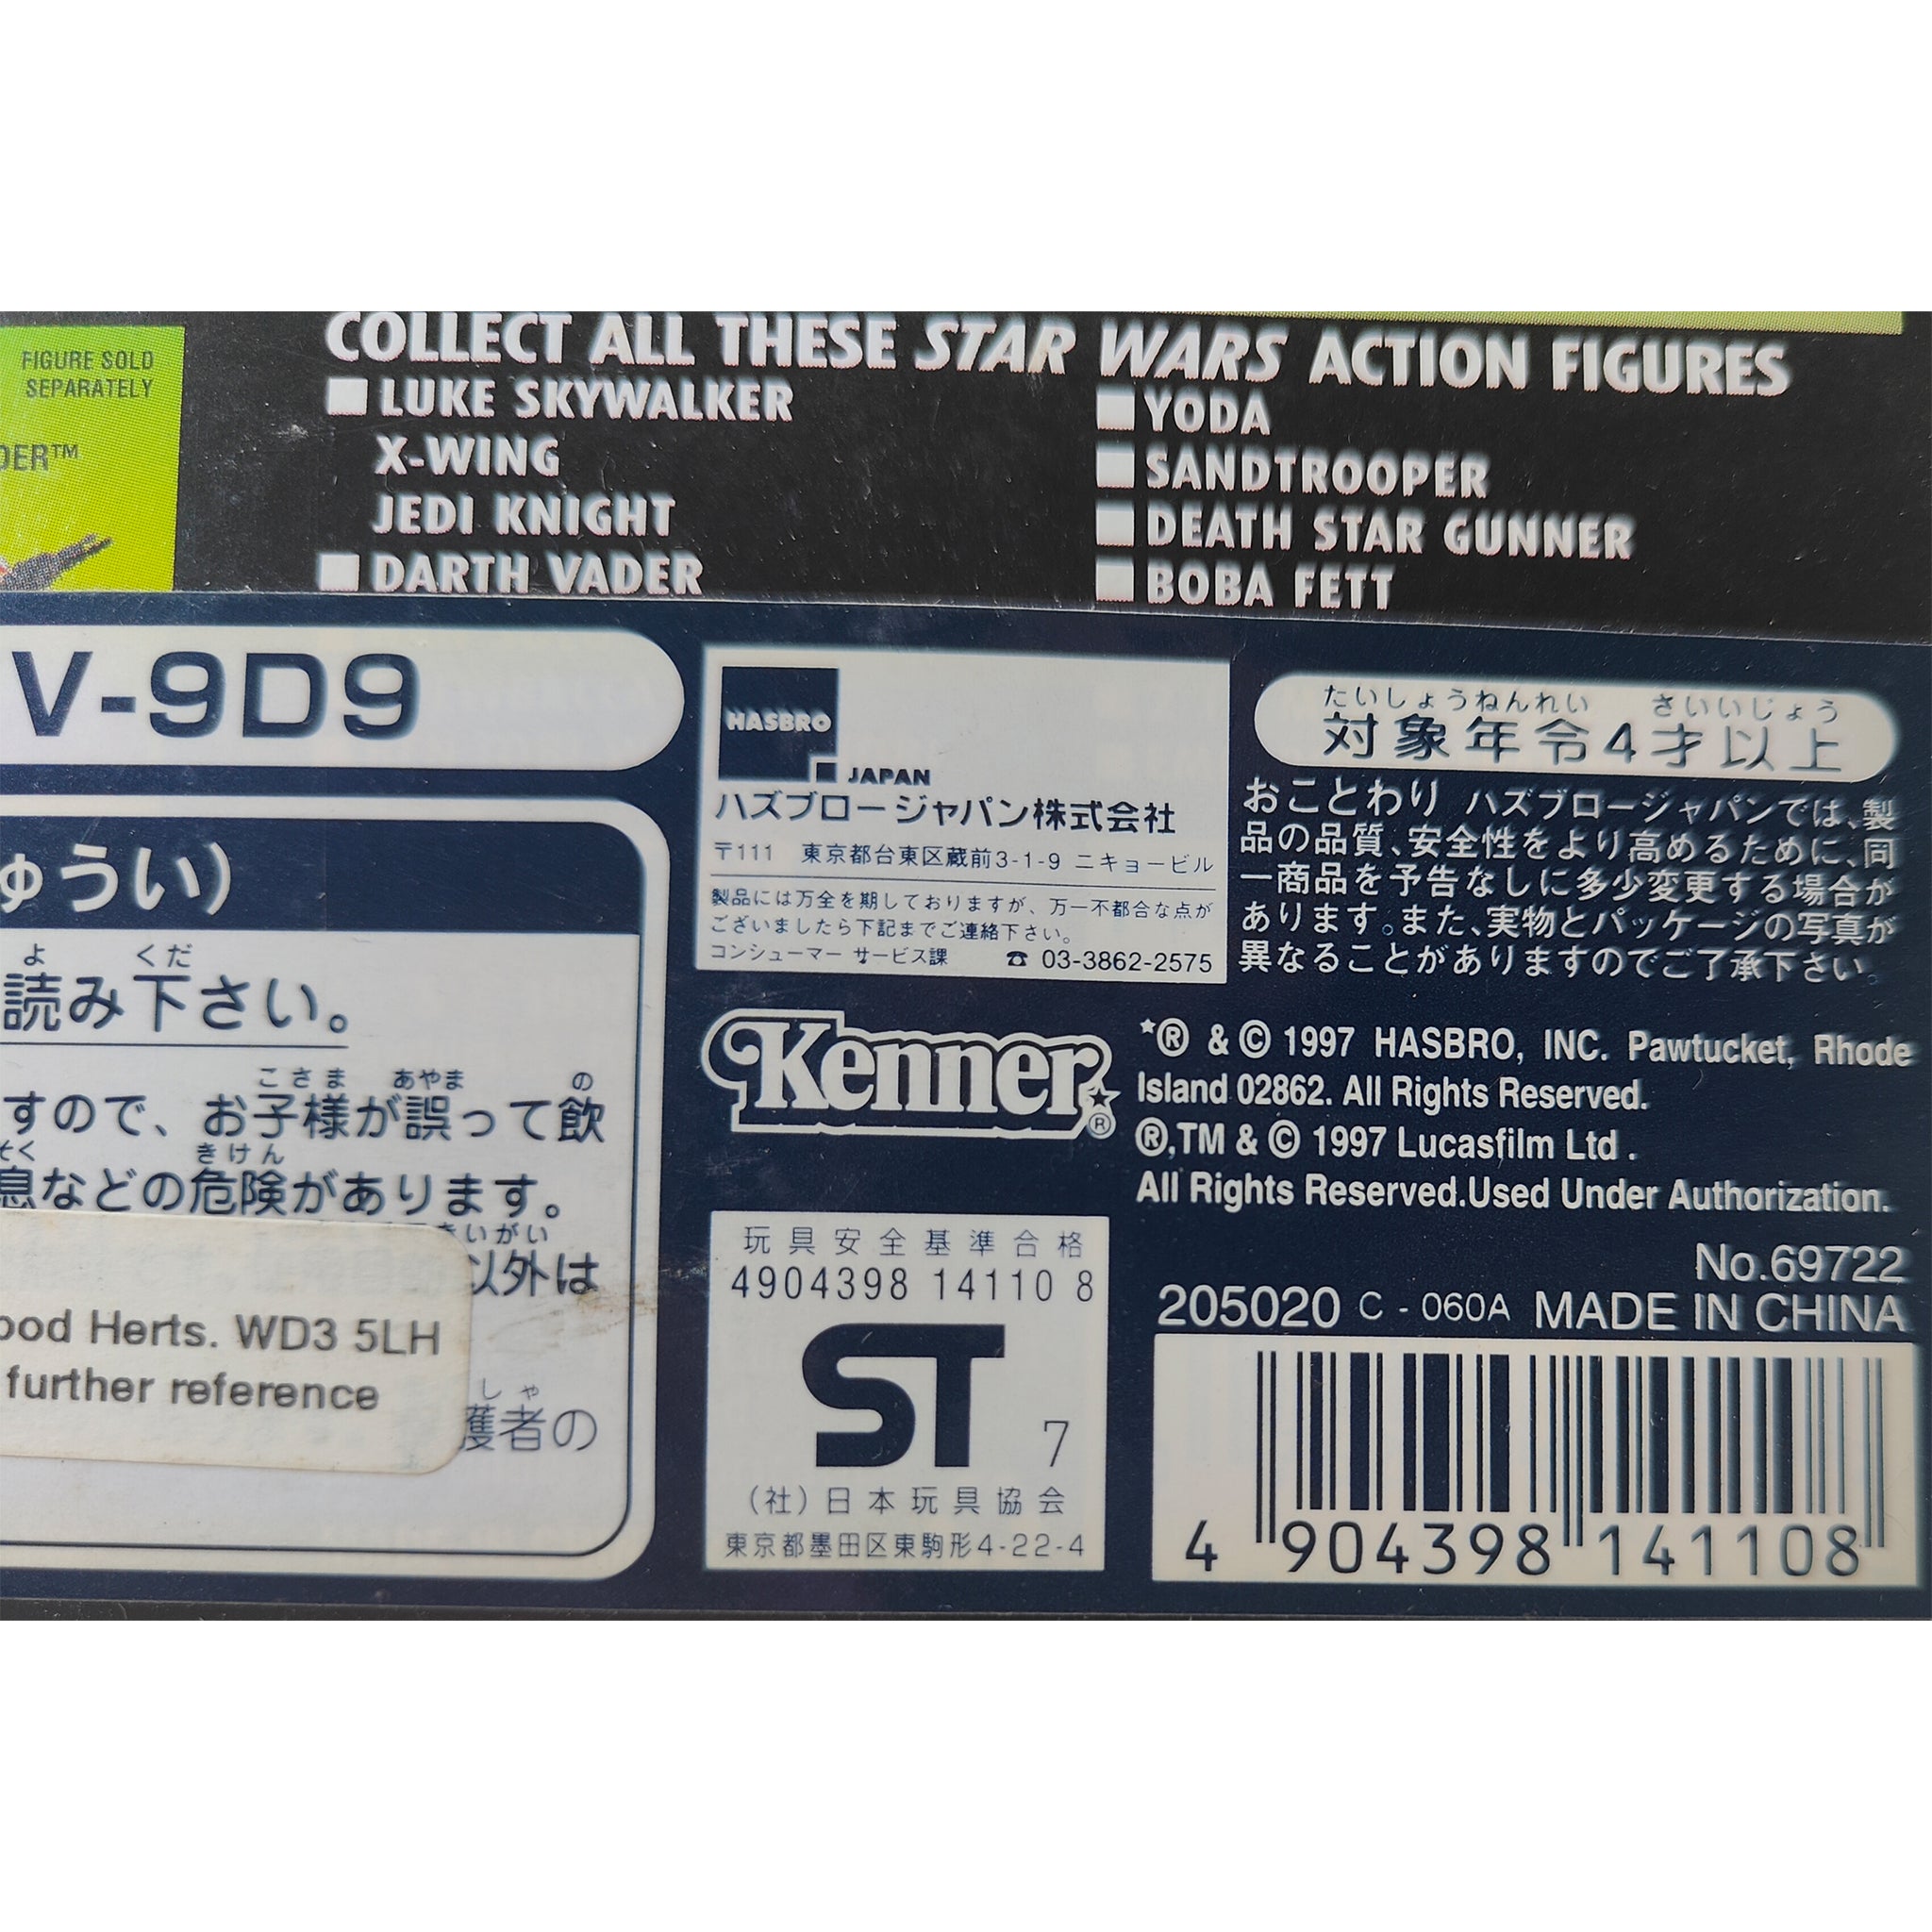 FIGURE SOLD
SEPARATELY
DER™
COLLECT ALL THESE STAR WARS ACTION FIGURES
LUKE SKYWALKER
X-WING
JEDI KNIGHT
DARTH VADER
YODA
SANDTROOPER
DEATH STAR GUNNER
BOBA FETT
V-9D9
ゅうい)
よ くだ
読み下さい。
こさま あやま の
すので、お子様が誤って飲
そく きけん
息などの危険があります。
いがい
以外は
ood Herts. WD3 5LH
further reference
しゃ
護者の
HASBRO
JAPAN
ハズブロージャパン株式会社
〒111 東京都台東区蔵前3-1-9 ニキョービル
製品には万全を期しておりますが、万一不都合な点が
ございましたら下記までご連絡下さい。
コンシューマー サービス課 ☎ 03-3862-2575
たいしょうねんれい さいいじょう
対象年令4才以上
おことわり ハズブロージャパンでは、製
品の品質、安全性をより高めるために、同
一商品を予告なしに多少変更する場合が
あります。また、実物とパッケージの写真が
異なることがありますのでご了承下さい。
Kenner®
*® & © 1997 HASBRO, INC. Pawtucket, Rhode
Island 02862. All Rights Reserved.
®,TM & © 1997 Lucasfilm Ltd .
All Rights Reserved.Used Under Authorization.
玩具安全基準合格
4904398 14110 8
ST 7
(社)日本玩具協会
東京都墨田区東駒形4-22-4
No.69722
205020 C - 060A MADE IN CHINA
4 904398 141108